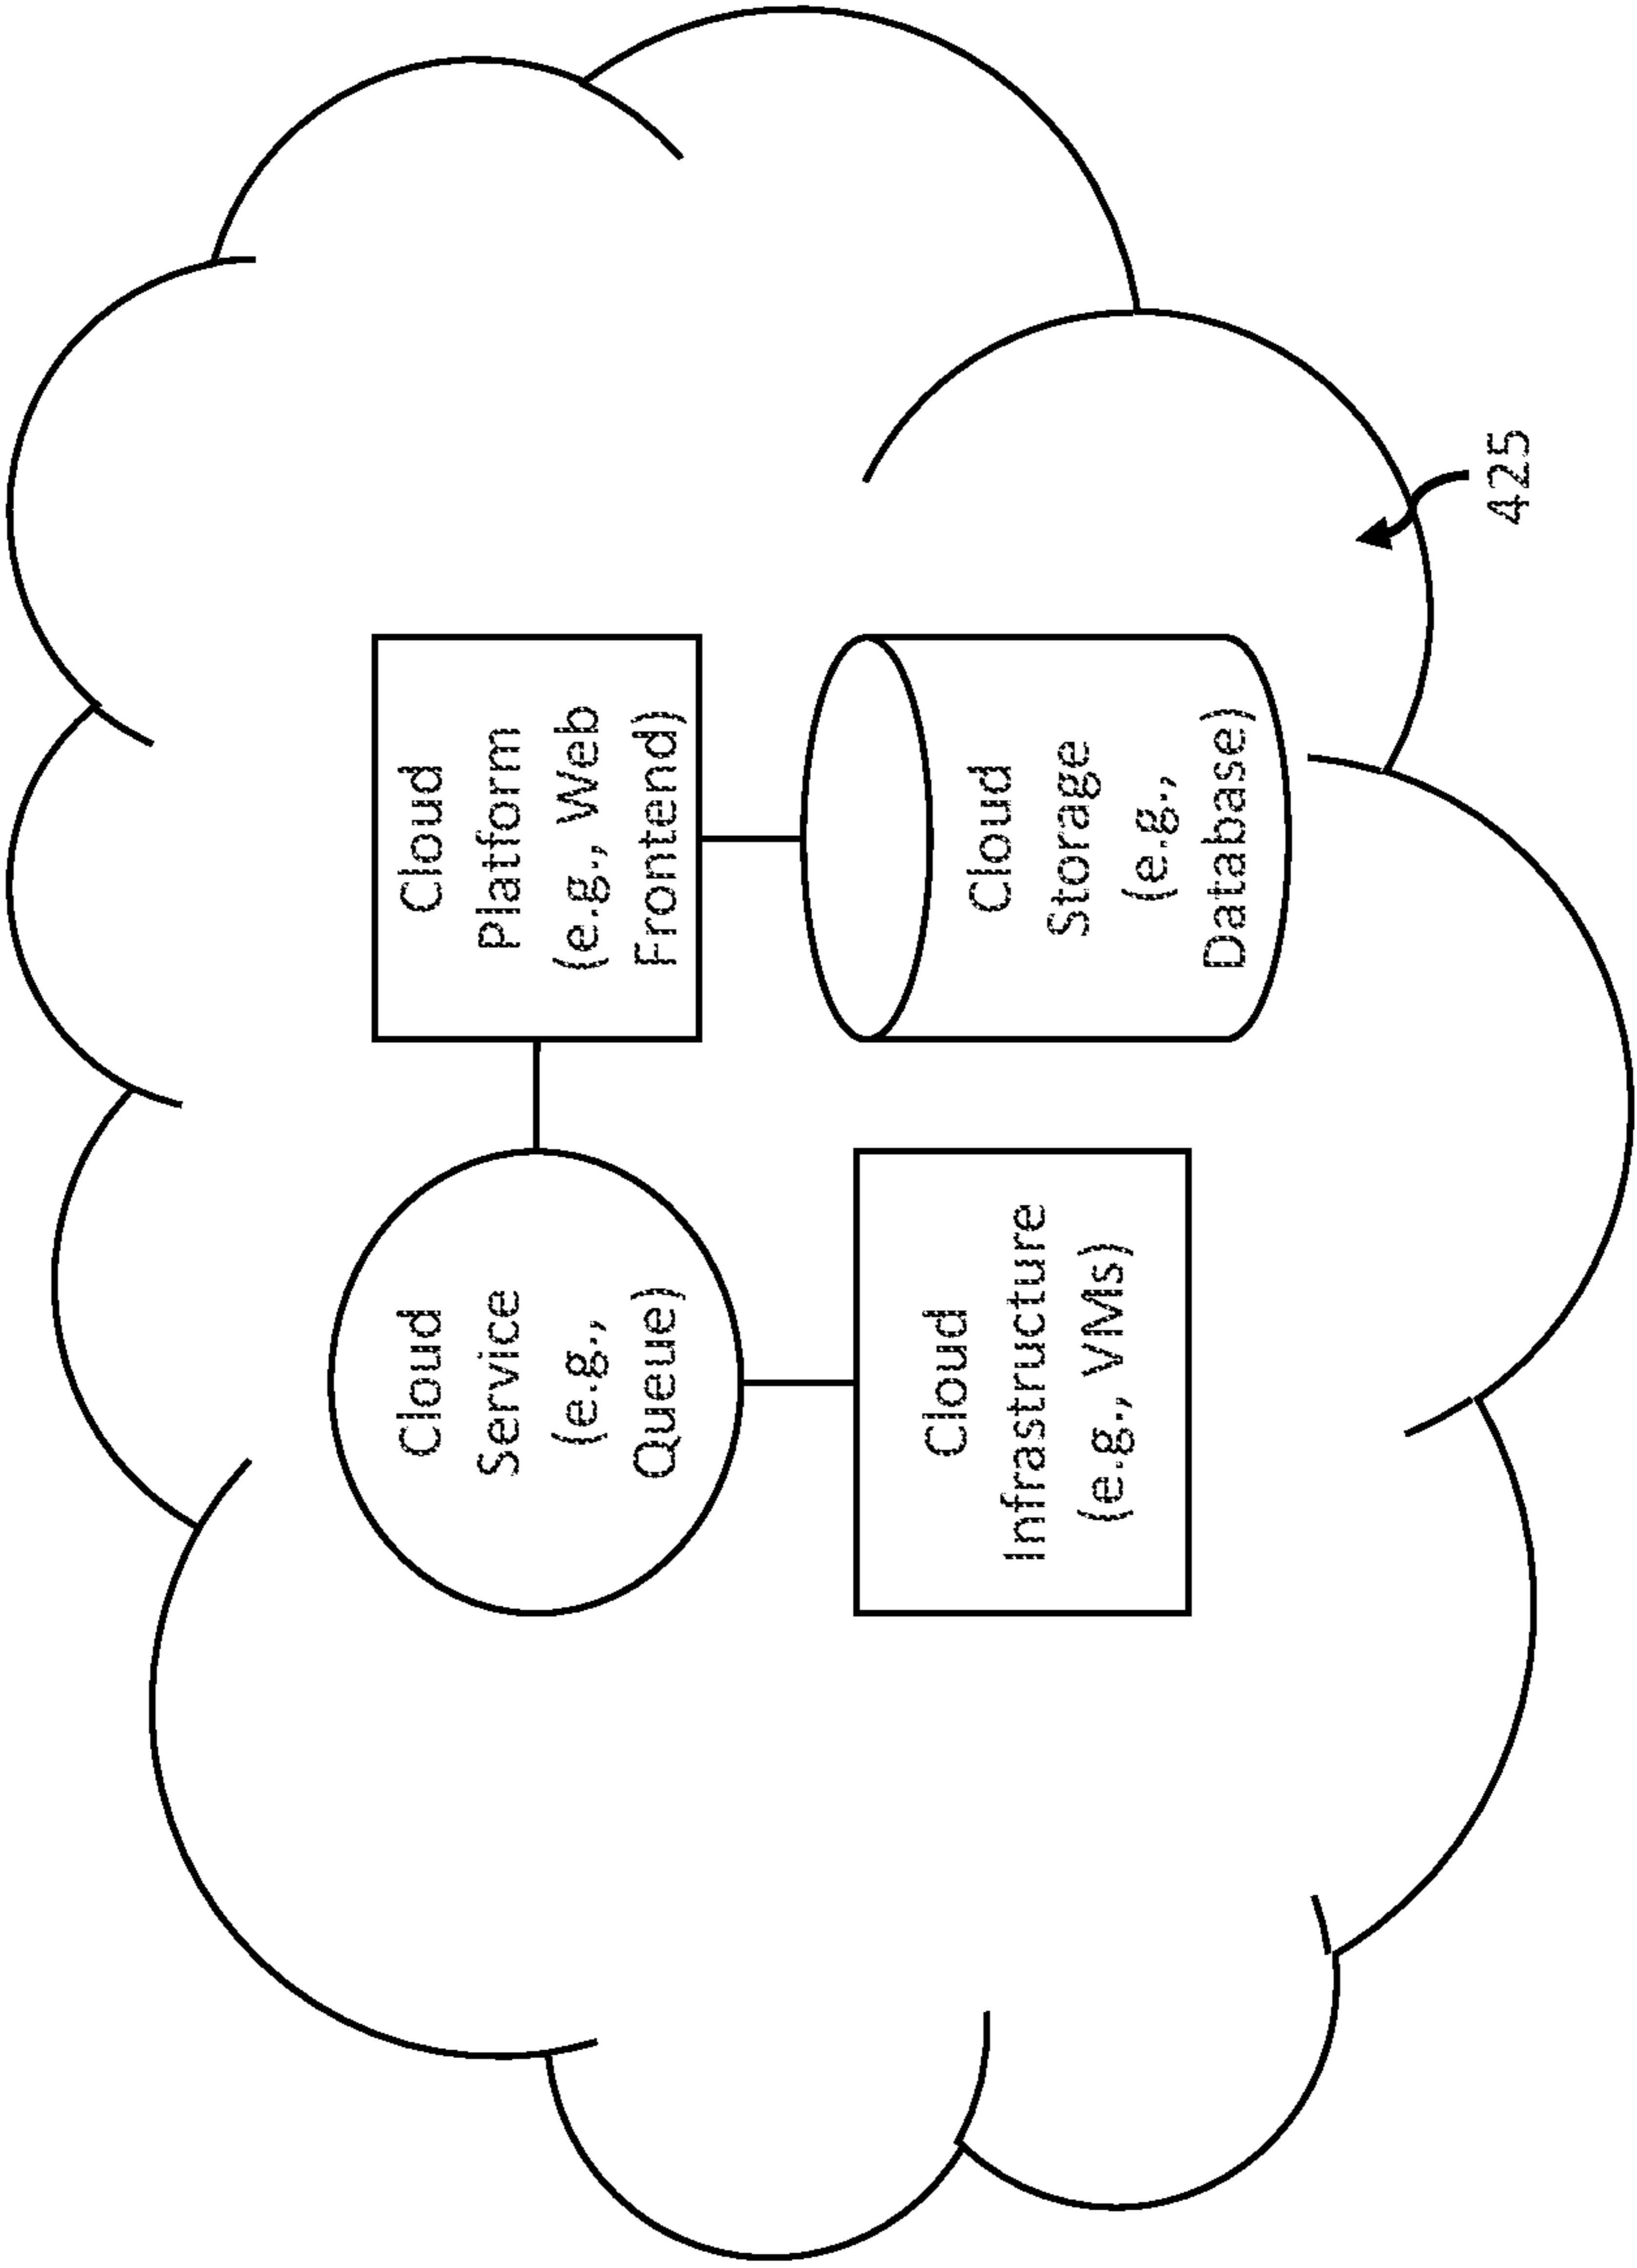 Cloud
Service
(e.g.,
Queue)
Cloud
Platform
(e.g., Web
Frontend)
Cloud
Infrastructure
(e.g., VMs)
Cloud
Storage
(e.g.,
Database)
425